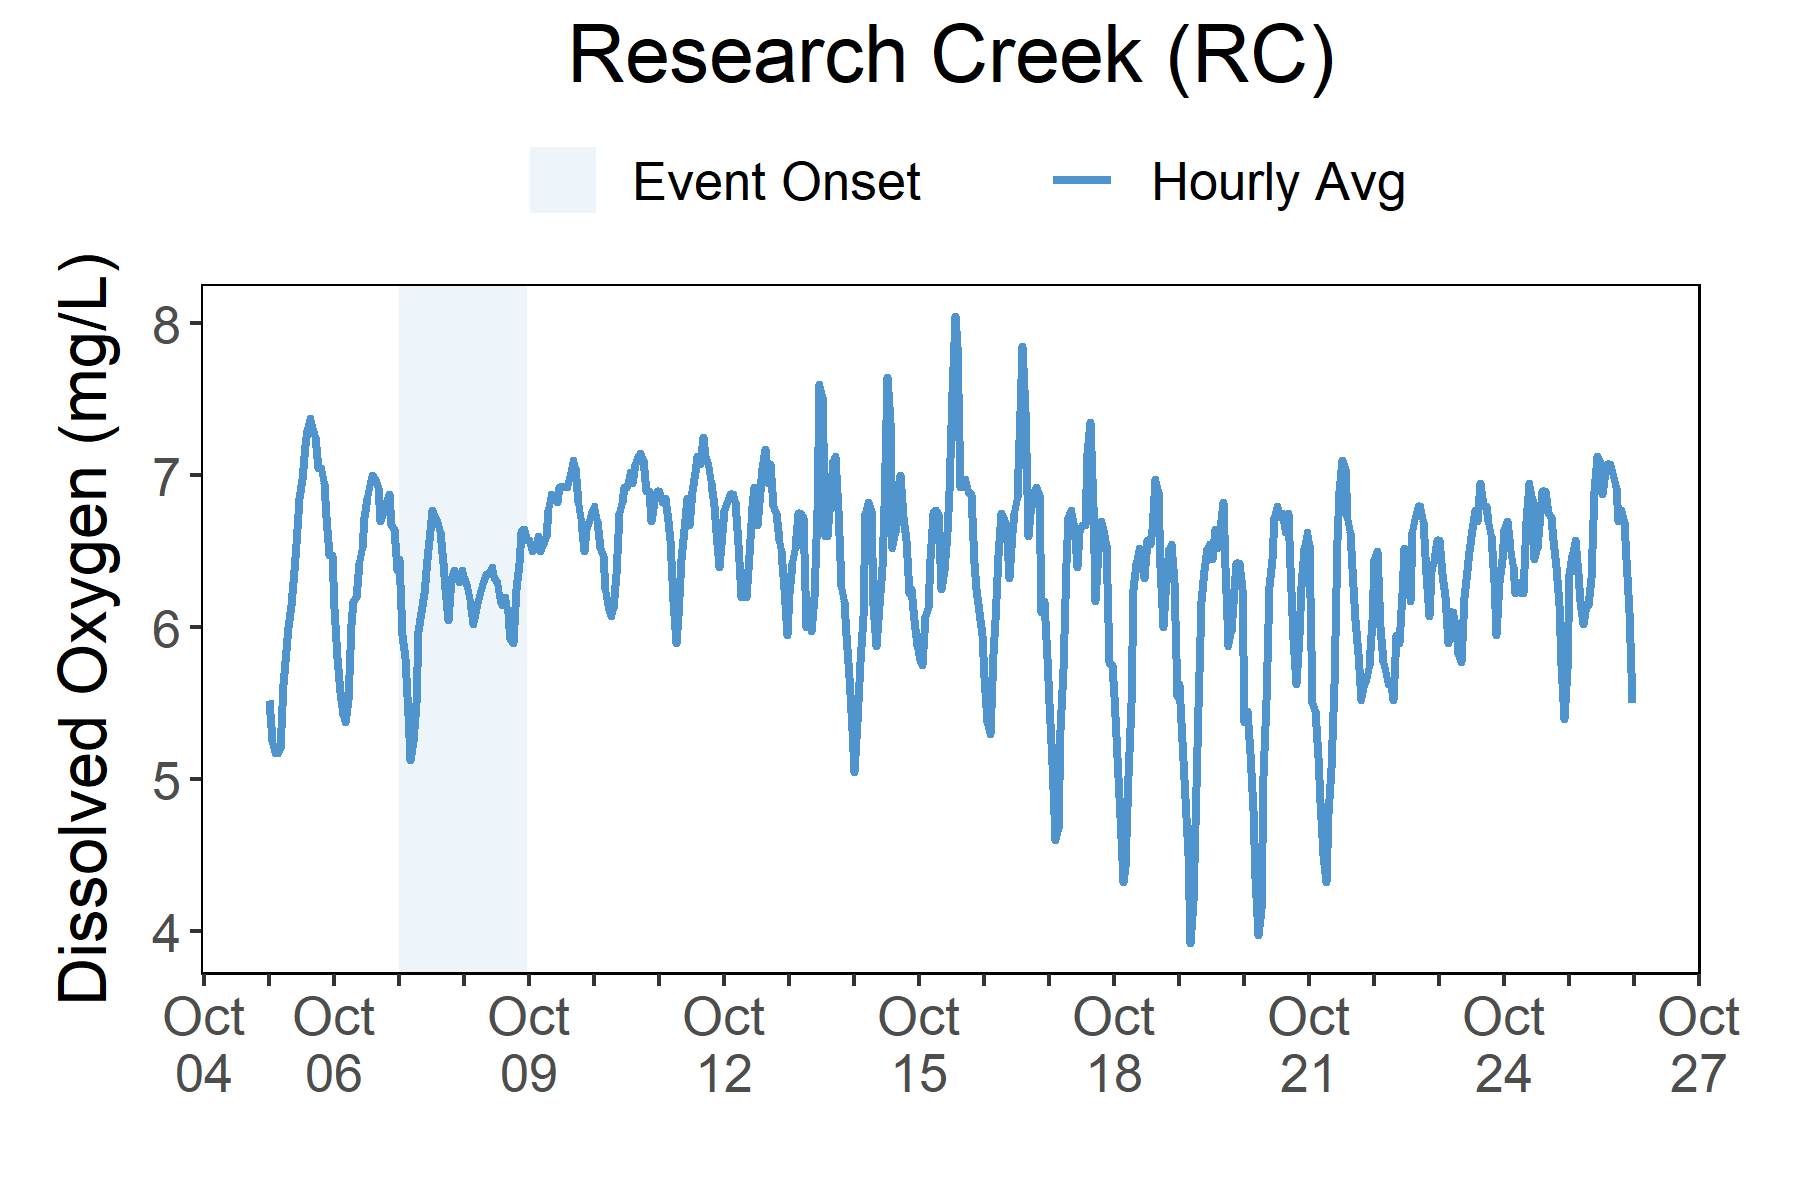 Research Creek (RC)
Event Onset Hourly Avg
Dissolved Oxygen (mg/L)
8
7
6
5
4
Oct Oct Oct Oct Oct Oct Oct Oct Oct
04 06 09 12 15 18 21 24 27